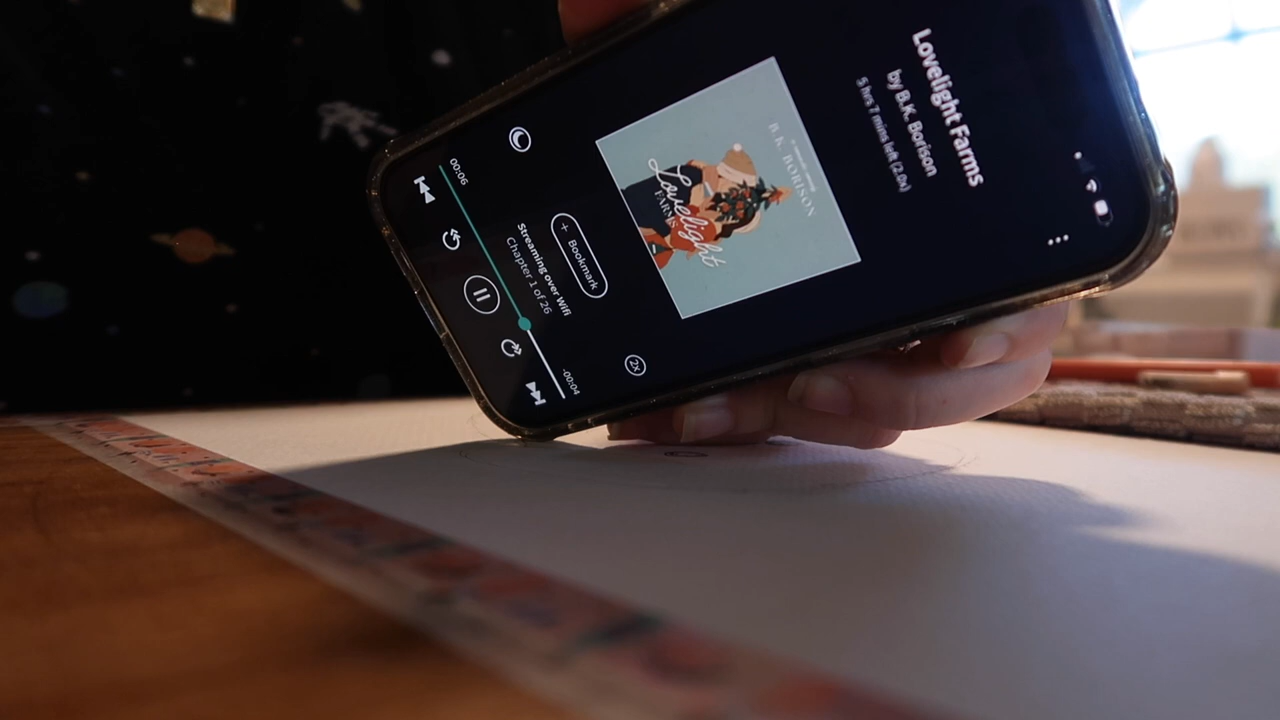 Lovelight Farms
by B.K. Borison
5 hrs 7 mins left (2.0x)
B.K. BORISON
Lovelight
FARMS
+ Bookmark
Streaming over Wifi
Chapter 1 of 26
2x
00:06
-00:04